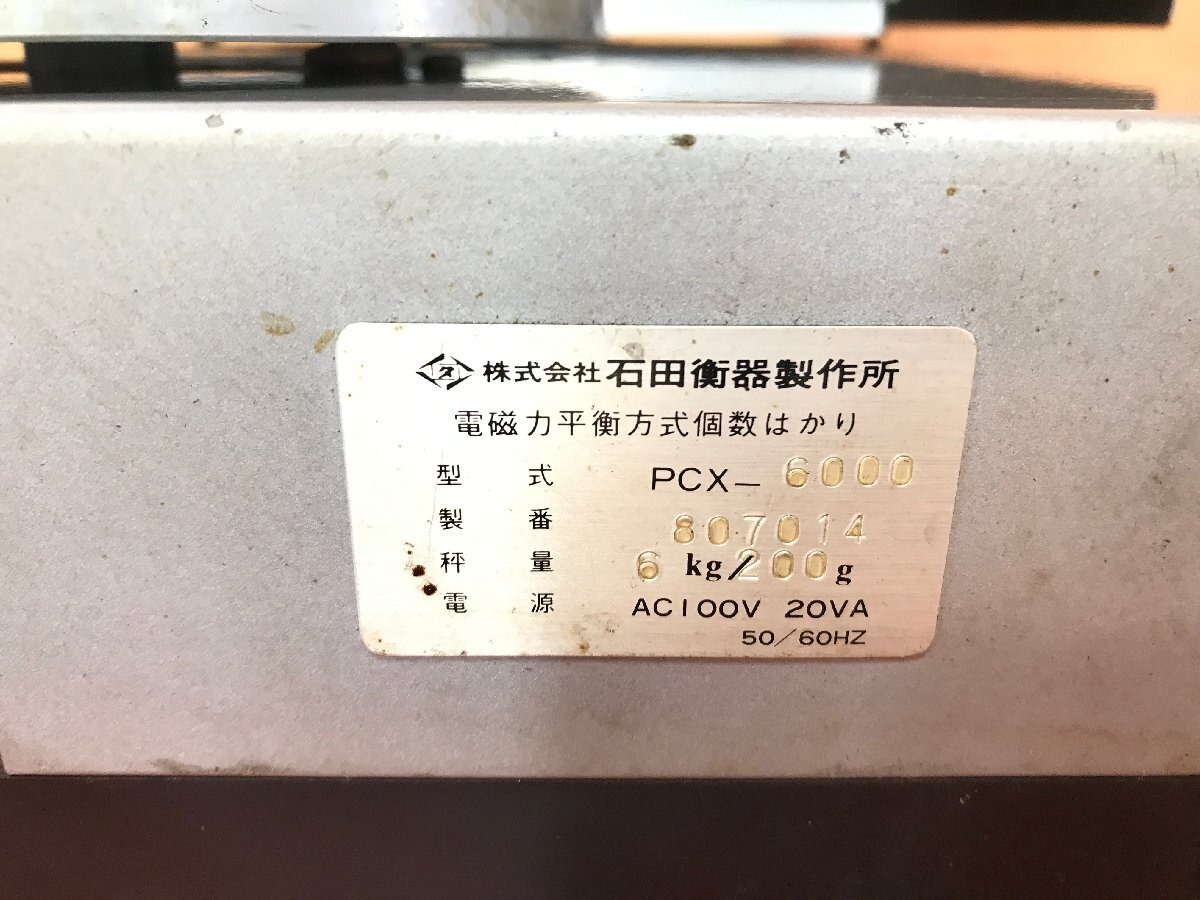 株式会社 石田衡器製作所
電磁力平衡方式個数はかり
型式 PCX-6000
製番 807014
秤量 6kg/200g
電源 AC100V 20VA
50/60HZ